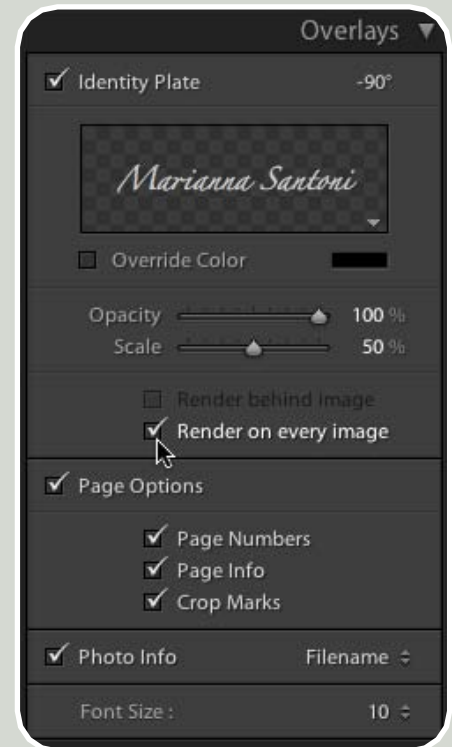 Overlays
Identity Plate -90°
Marianna Santoni
Override Color
Opacity 100 %
Scale 50 %
Render behind image
Render on every image
Page Options
Page Numbers
Page Info
Crop Marks
Photo Info Filename
Font Size : 10